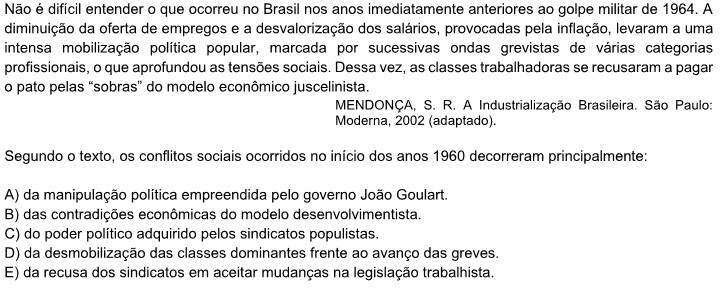 Não é difícil entender o que ocorreu no Brasil nos anos imediatamente anteriores ao golpe militar de 1964. A
diminuição da oferta de empregos e a desvalorização dos salários, provocadas pela inflação, levaram a uma
intensa mobilização política popular, marcada por sucessivas ondas grevistas de várias categorias
profissionais, o que aprofundou as tensões sociais. Dessa vez, as classes trabalhadoras se recusaram a pagar
o pato pelas “sobras” do modelo econômico juscelinista.
MENDONÇA, S. R. A Industrialização Brasileira. São Paulo:
Moderna, 2002 (adaptado).
Segundo o texto, os conflitos sociais ocorridos no início dos anos 1960 decorreram principalmente:
A) da manipulação política empreendida pelo governo João Goulart.
B) das contradições econômicas do modelo desenvolvimentista.
C) do poder político adquirido pelos sindicatos populistas.
D) da desmobilização das classes dominantes frente ao avanço das greves.
E) da recusa dos sindicatos em aceitar mudanças na legislação trabalhista.